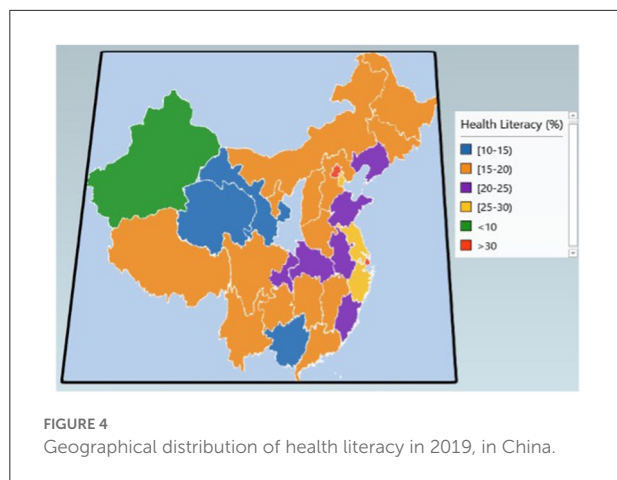 Health Literacy (%)
[10-15)
[15-20)
[20-25)
[25-30)
<10
>30
FIGURE 4
Geographical distribution of health literacy in 2019, in China.